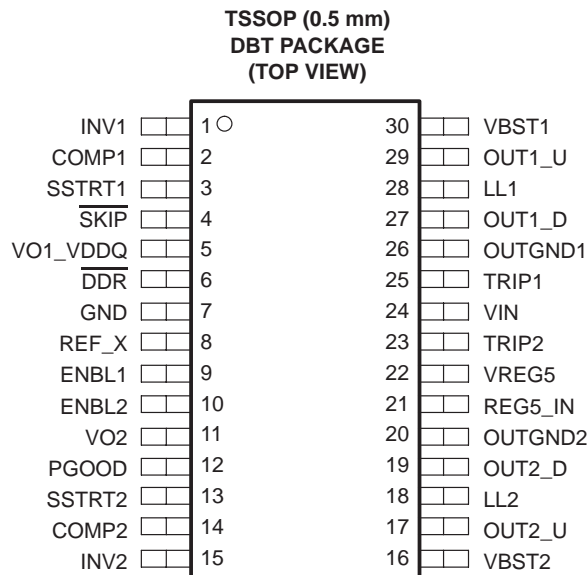 TSSOP (0.5 mm)
DBT PACKAGE
(TOP VIEW)
INV1 1 30 VBST1
COMP1 2 29 OUT1_U
SSTRT1 3 28 LL1
SKIP 4 27 OUT1_D
VO1_VDDQ 5 26 OUTGND1
DDR 6 25 TRIP1
GND 7 24 VIN
REF_X 8 23 TRIP2
ENBL1 9 22 VREG5
ENBL2 10 21 REG5_IN
VO2 11 20 OUTGND2
PGOOD 12 19 OUT2_D
SSTRT2 13 18 LL2
COMP2 14 17 OUT2_U
INV2 15 16 VBST2